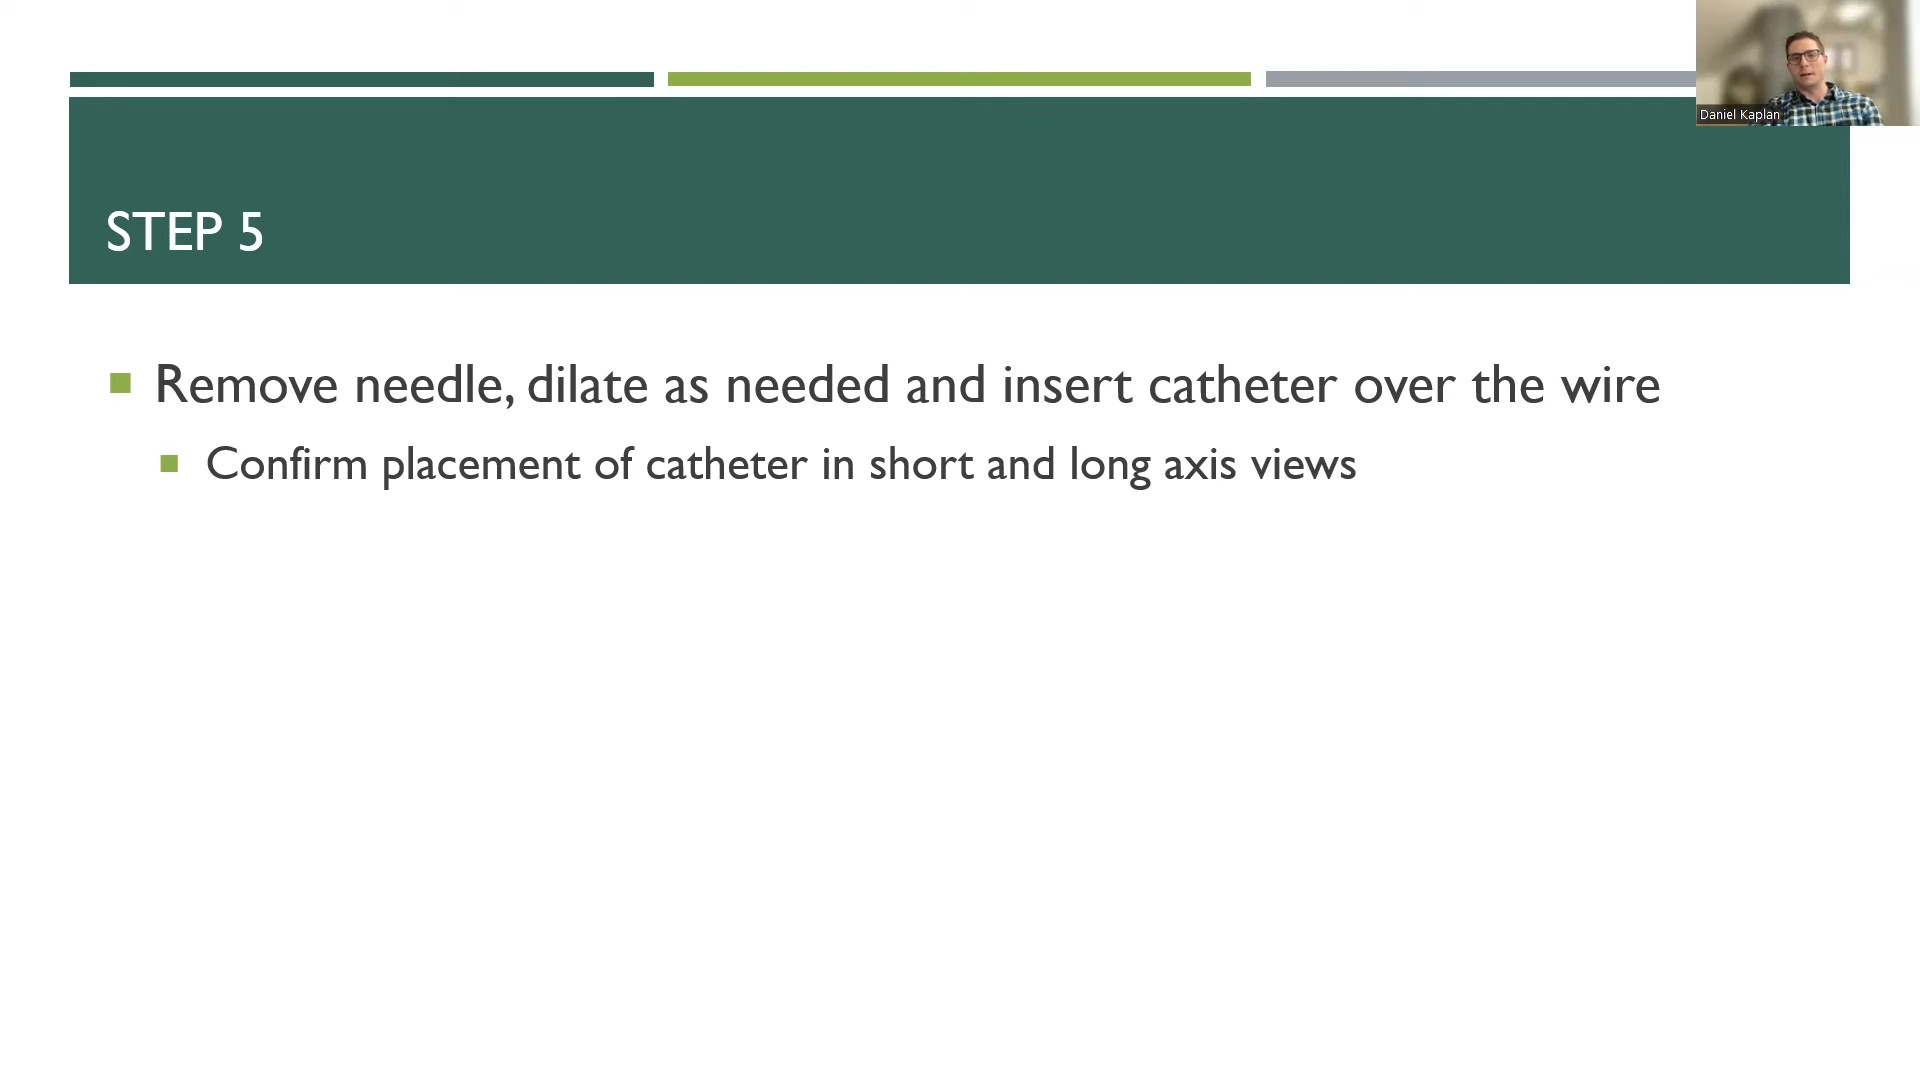 Daniel Kaplan
STEP 5
Remove needle, dilate as needed and insert catheter over the wire
Confirm placement of catheter in short and long axis views